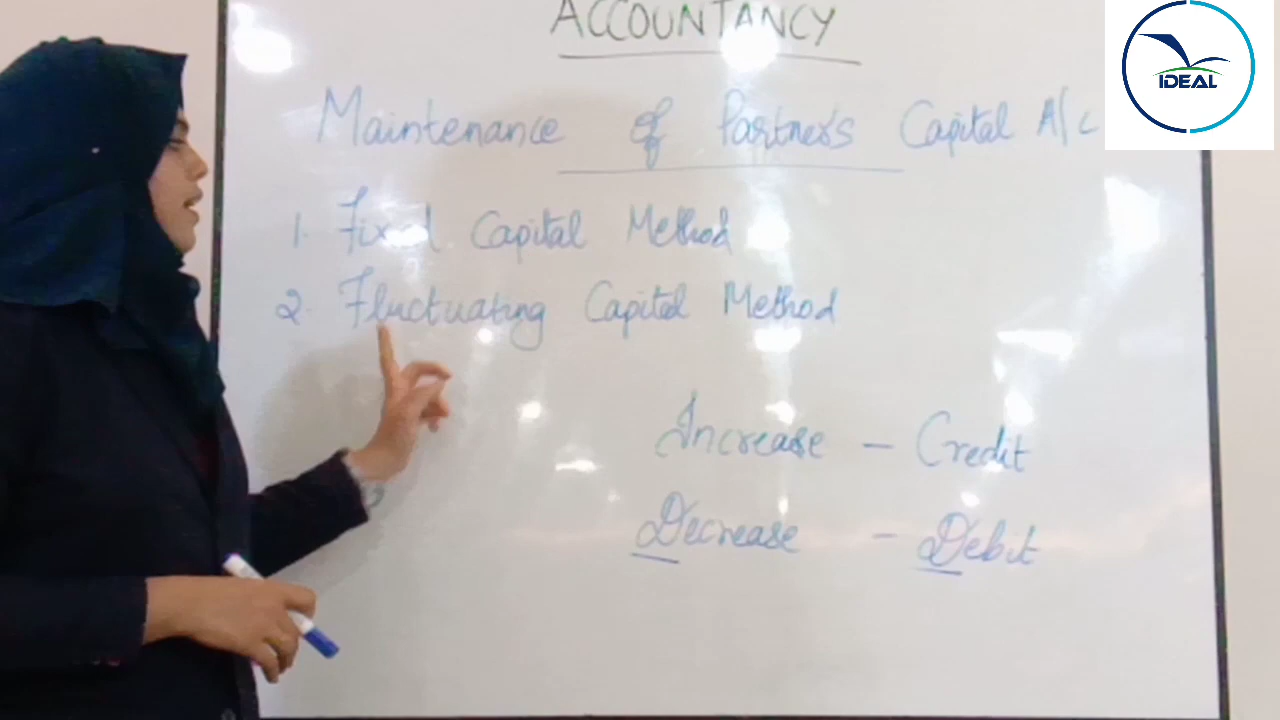 ACCOUNTANCY
IDEAL
Maintenance of Partner's Capital A/C
1. Fixed Capital Method
2. Fluctuating Capital Method
Increase - Credit
Decrease - Debit